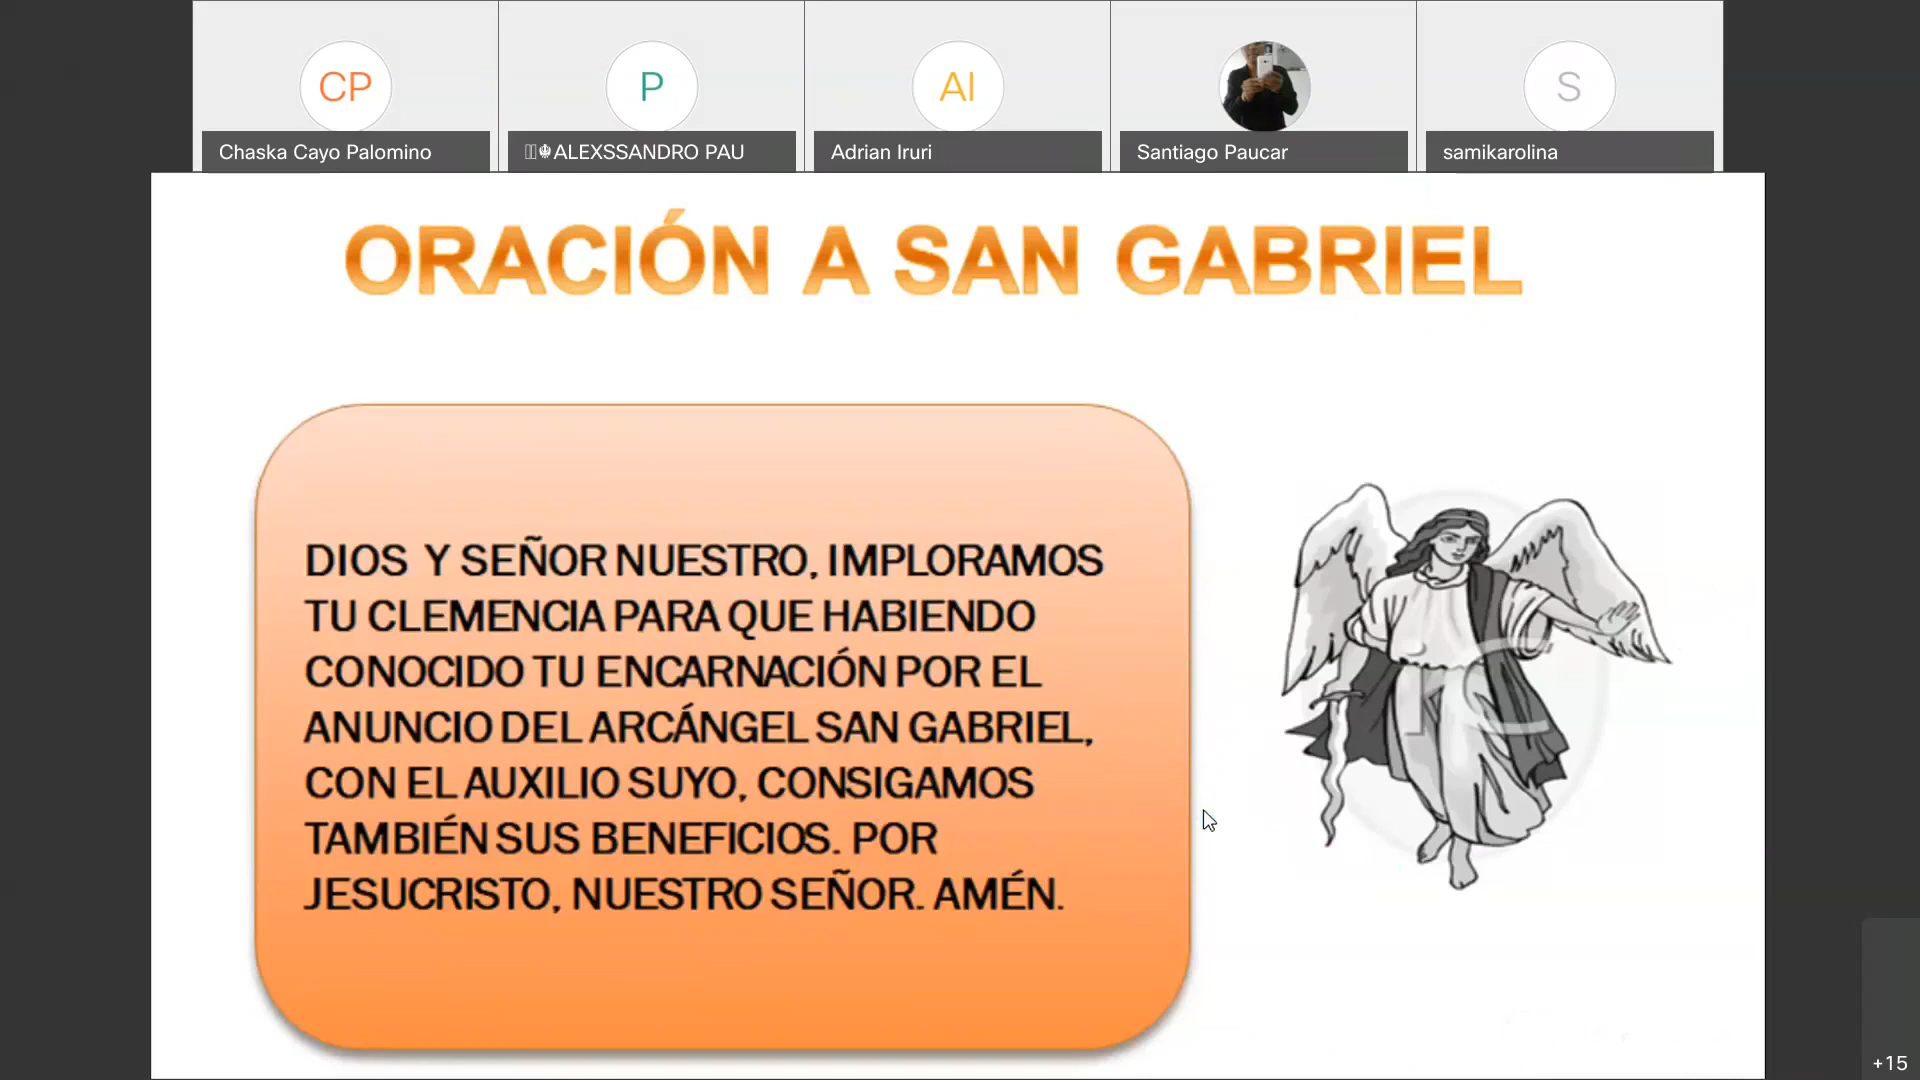 CP
P
AI
S
Chaska Cayo Palomino
ALEXSSANDRO PAU
Adrian Iruri
Santiago Paucar
samikarolina
ORACIÓN A SAN GABRIEL
DIOS Y SEÑOR NUESTRO, IMPLORAMOS
TU CLEMENCIA PARA QUE HABIENDO
CONOCIDO TU ENCARNACIÓN POR EL
ANUNCIO DEL ARCÁNGEL SAN GABRIEL,
CON EL AUXILIO SUYO, CONSIGAMOS
TAMBIÉN SUS BENEFICIOS. POR
JESUCRISTO, NUESTRO SEÑOR. AMÉN.
+15